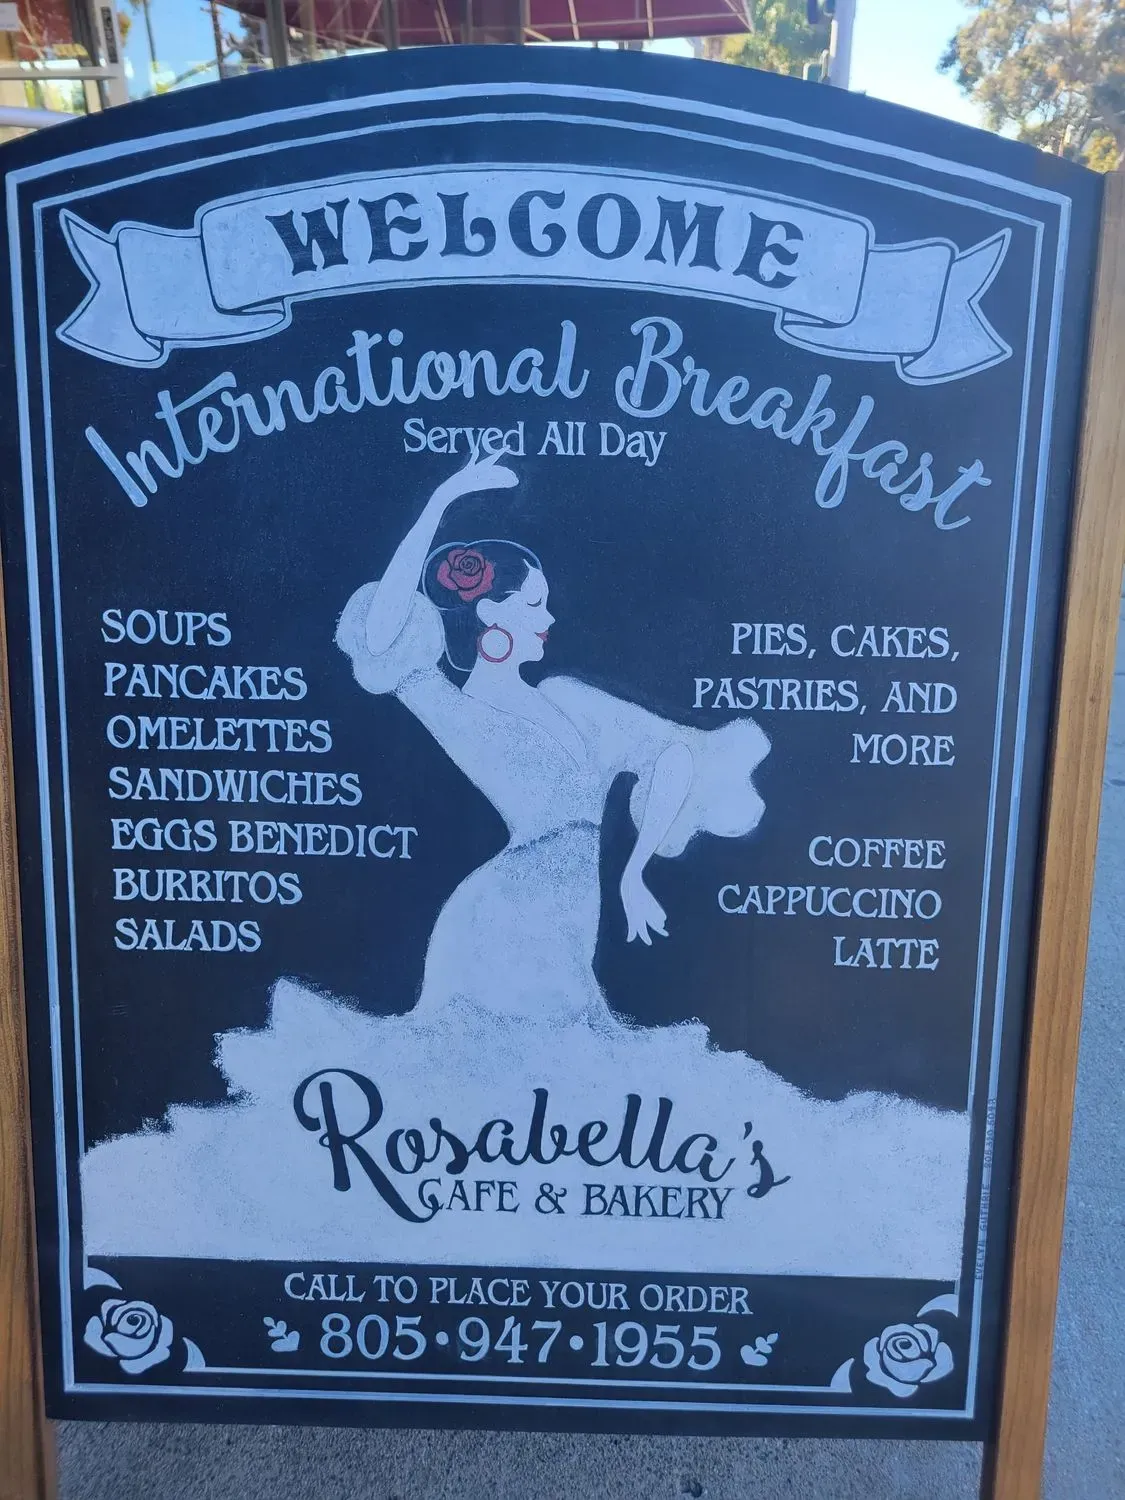 WELCOME
International Breakfast
Served All Day
SOUPS
PANCAKES
OMELETTES
SANDWICHES
EGGS BENEDICT
BURRITOS
SALADS
PIES, CAKES,
PASTRIES, AND
MORE
COFFEE
CAPPUCCINO
LATTE
Rosabella's
CAFE & BAKERY
CALL TO PLACE YOUR ORDER
805•947•1955